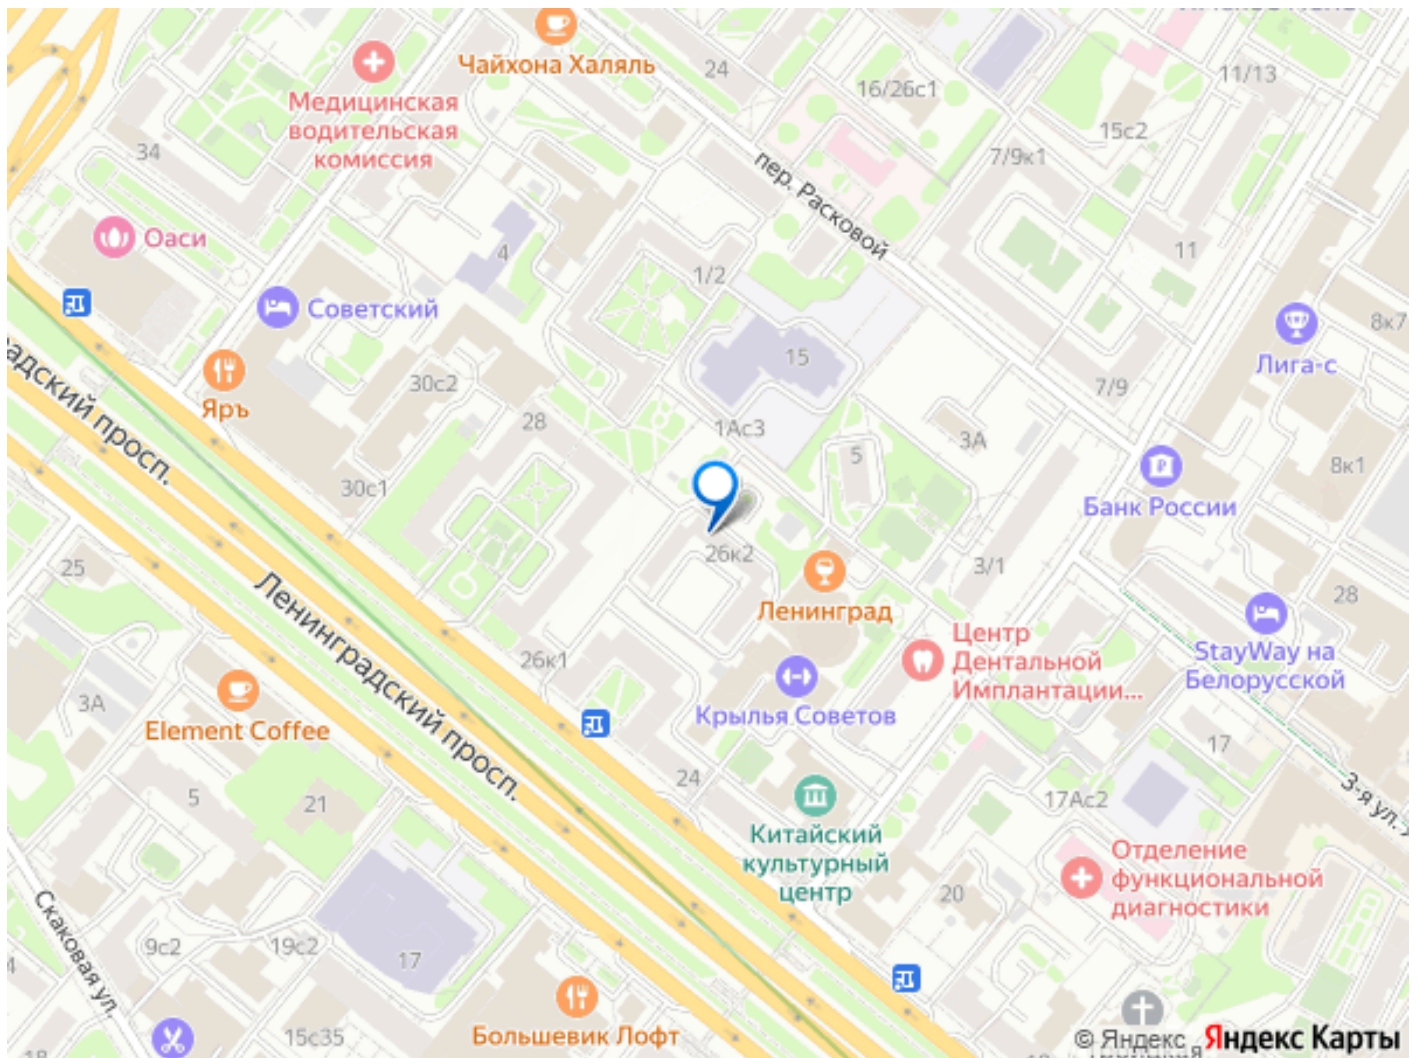 Чайхона Халяль
24
16/26с1
11/13
Медицинская
водительская
комиссия
34
15с2
7/9к1
пер. Расковой
Оаси
4
1/2
11
Советский
8к7
15
Лига-с
Яръ
30с2
7/9
28
1Ас3
3А
5
8к1
30с1
Банк России
Ленинградский просп.
26к2
25
3/1
Ленинград
28
Центр
Дентальной
Имплантации...
StayWay на
Белорусской
26к1
3А
Element Coffee
Крылья Советов
17
24
5
21
17Ас2
3-я ул.
Китайский
культурный
центр
Отделение
функциональной
диагностики
20
Скаковая ул.
9с2
19с2
17
15с35
Большевик Лофт
© Яндекс
Яндекс Карты